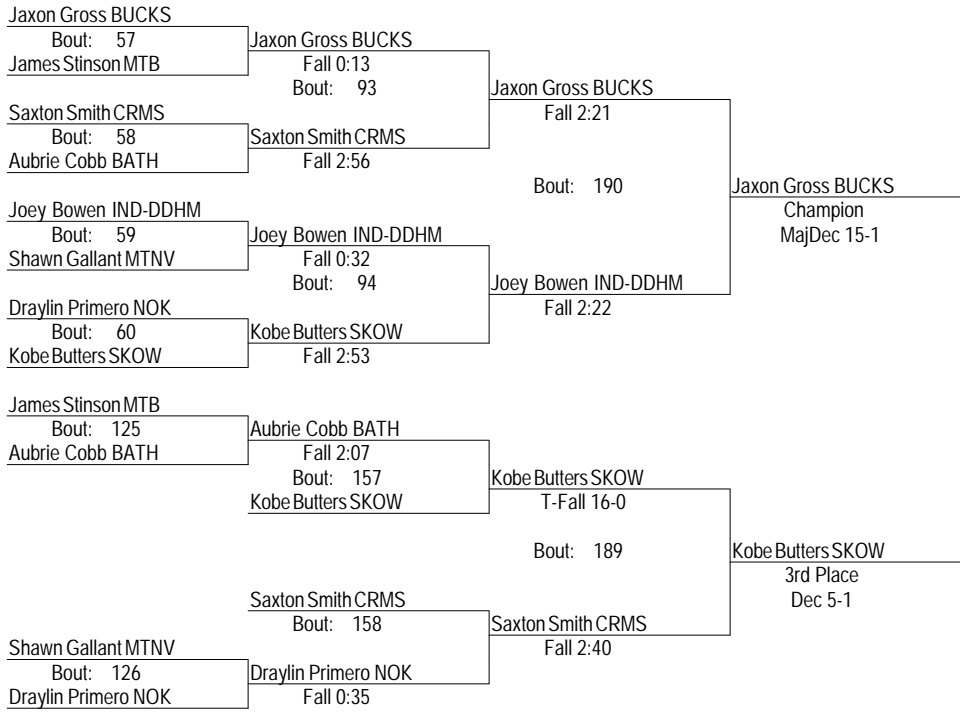 Jaxon Gross BUCKS
Bout: 57
Jaxon Gross BUCKS
James Stinson MTB
Fall 0:13
Bout: 93
Jaxon Gross BUCKS
Saxton Smith CRMS
Fall 2:21
Bout: 58
Saxton Smith CRMS
Aubrie Cobb BATH
Fall 2:56
Bout: 190
Jaxon Gross BUCKS
Joey Bowen IND-DDHM
Champion
Bout: 59
Joey Bowen IND-DDHM
MajDec 15-1
Shawn Gallant MTNV
Fall 0:32
Bout: 94
Joey Bowen IND-DDHM
Draylin Primero NOK
Fall 2:22
Bout: 60
Kobe Butters SKOW
Kobe Butters SKOW
Fall 2:53
James Stinson MTB
Bout: 125
Aubrie Cobb BATH
Aubrie Cobb BATH
Fall 2:07
Bout: 157
Kobe Butters SKOW
Kobe Butters SKOW
T-Fall 16-0
Bout: 189
Kobe Butters SKOW
3rd Place
Saxton Smith CRMS
Dec 5-1
Bout: 158
Saxton Smith CRMS
Shawn Gallant MTNV
Fall 2:40
Bout: 126
Draylin Primero NOK
Draylin Primero NOK
Fall 0:35